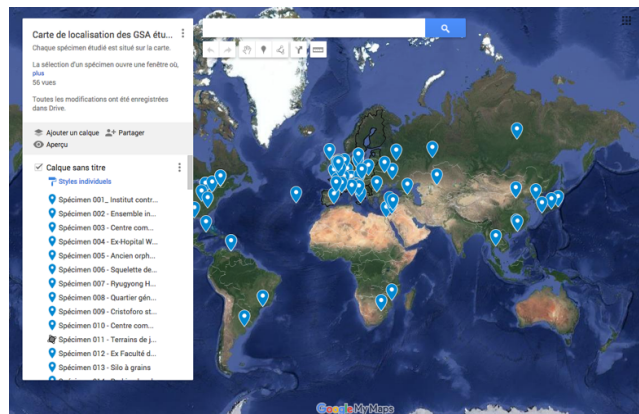 Carte de localisation des GSA étu...
Chaque spécimen étudié est situé sur la carte.
La sélection d'un spécimen ouvre une fenêtre où,
plus
56 vues
Toutes les modifications ont été enregistrées
dans Drive.
Ajouter un calque Partager
Aperçu
Calque sans titre
Styles individuels
Spécimen 001_ Institut contr...
Spécimen 002 - Ensemble in...
Spécimen 003 - Centre com...
Spécimen 004 - Ex-Hopital W...
Spécimen 005 - Ancien orph...
Spécimen 006 - Squelette de...
Spécimen 007 - Ryugyong H...
Spécimen 008 - Quartier gén...
Spécimen 009 - Cristoforo st...
Spécimen 010 - Centre com...
Spécimen 011 - Terrains de j...
Spécimen 012 - Ex Faculté d...
Spécimen 013 - Silo à grains
Google My Maps